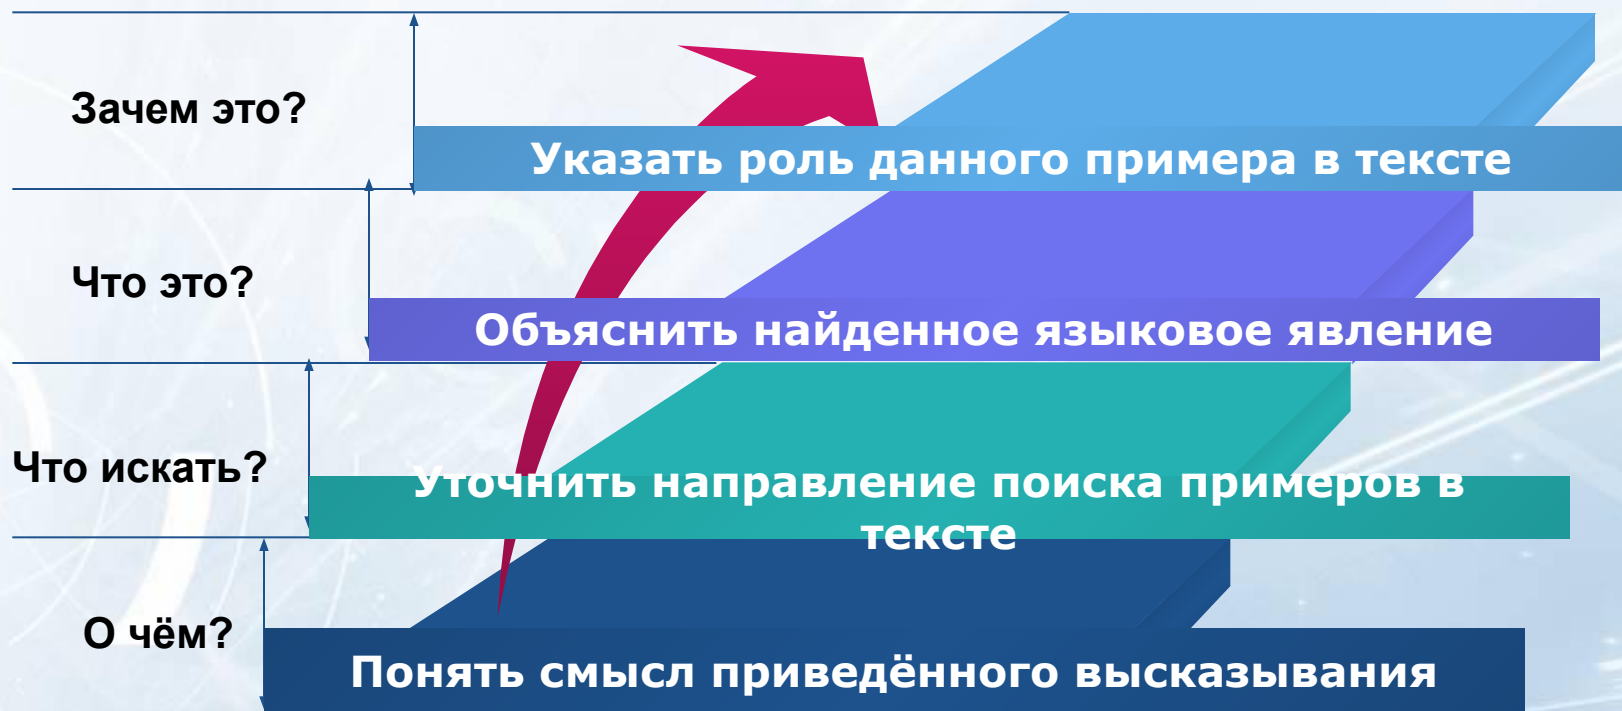 Зачем это?
Указать роль данного примера в тексте
Что это?
Объяснить найденное языковое явление
Что искать?
Уточнить направление поиска примеров в
тексте
О чём?
Понять смысл приведённого высказывания